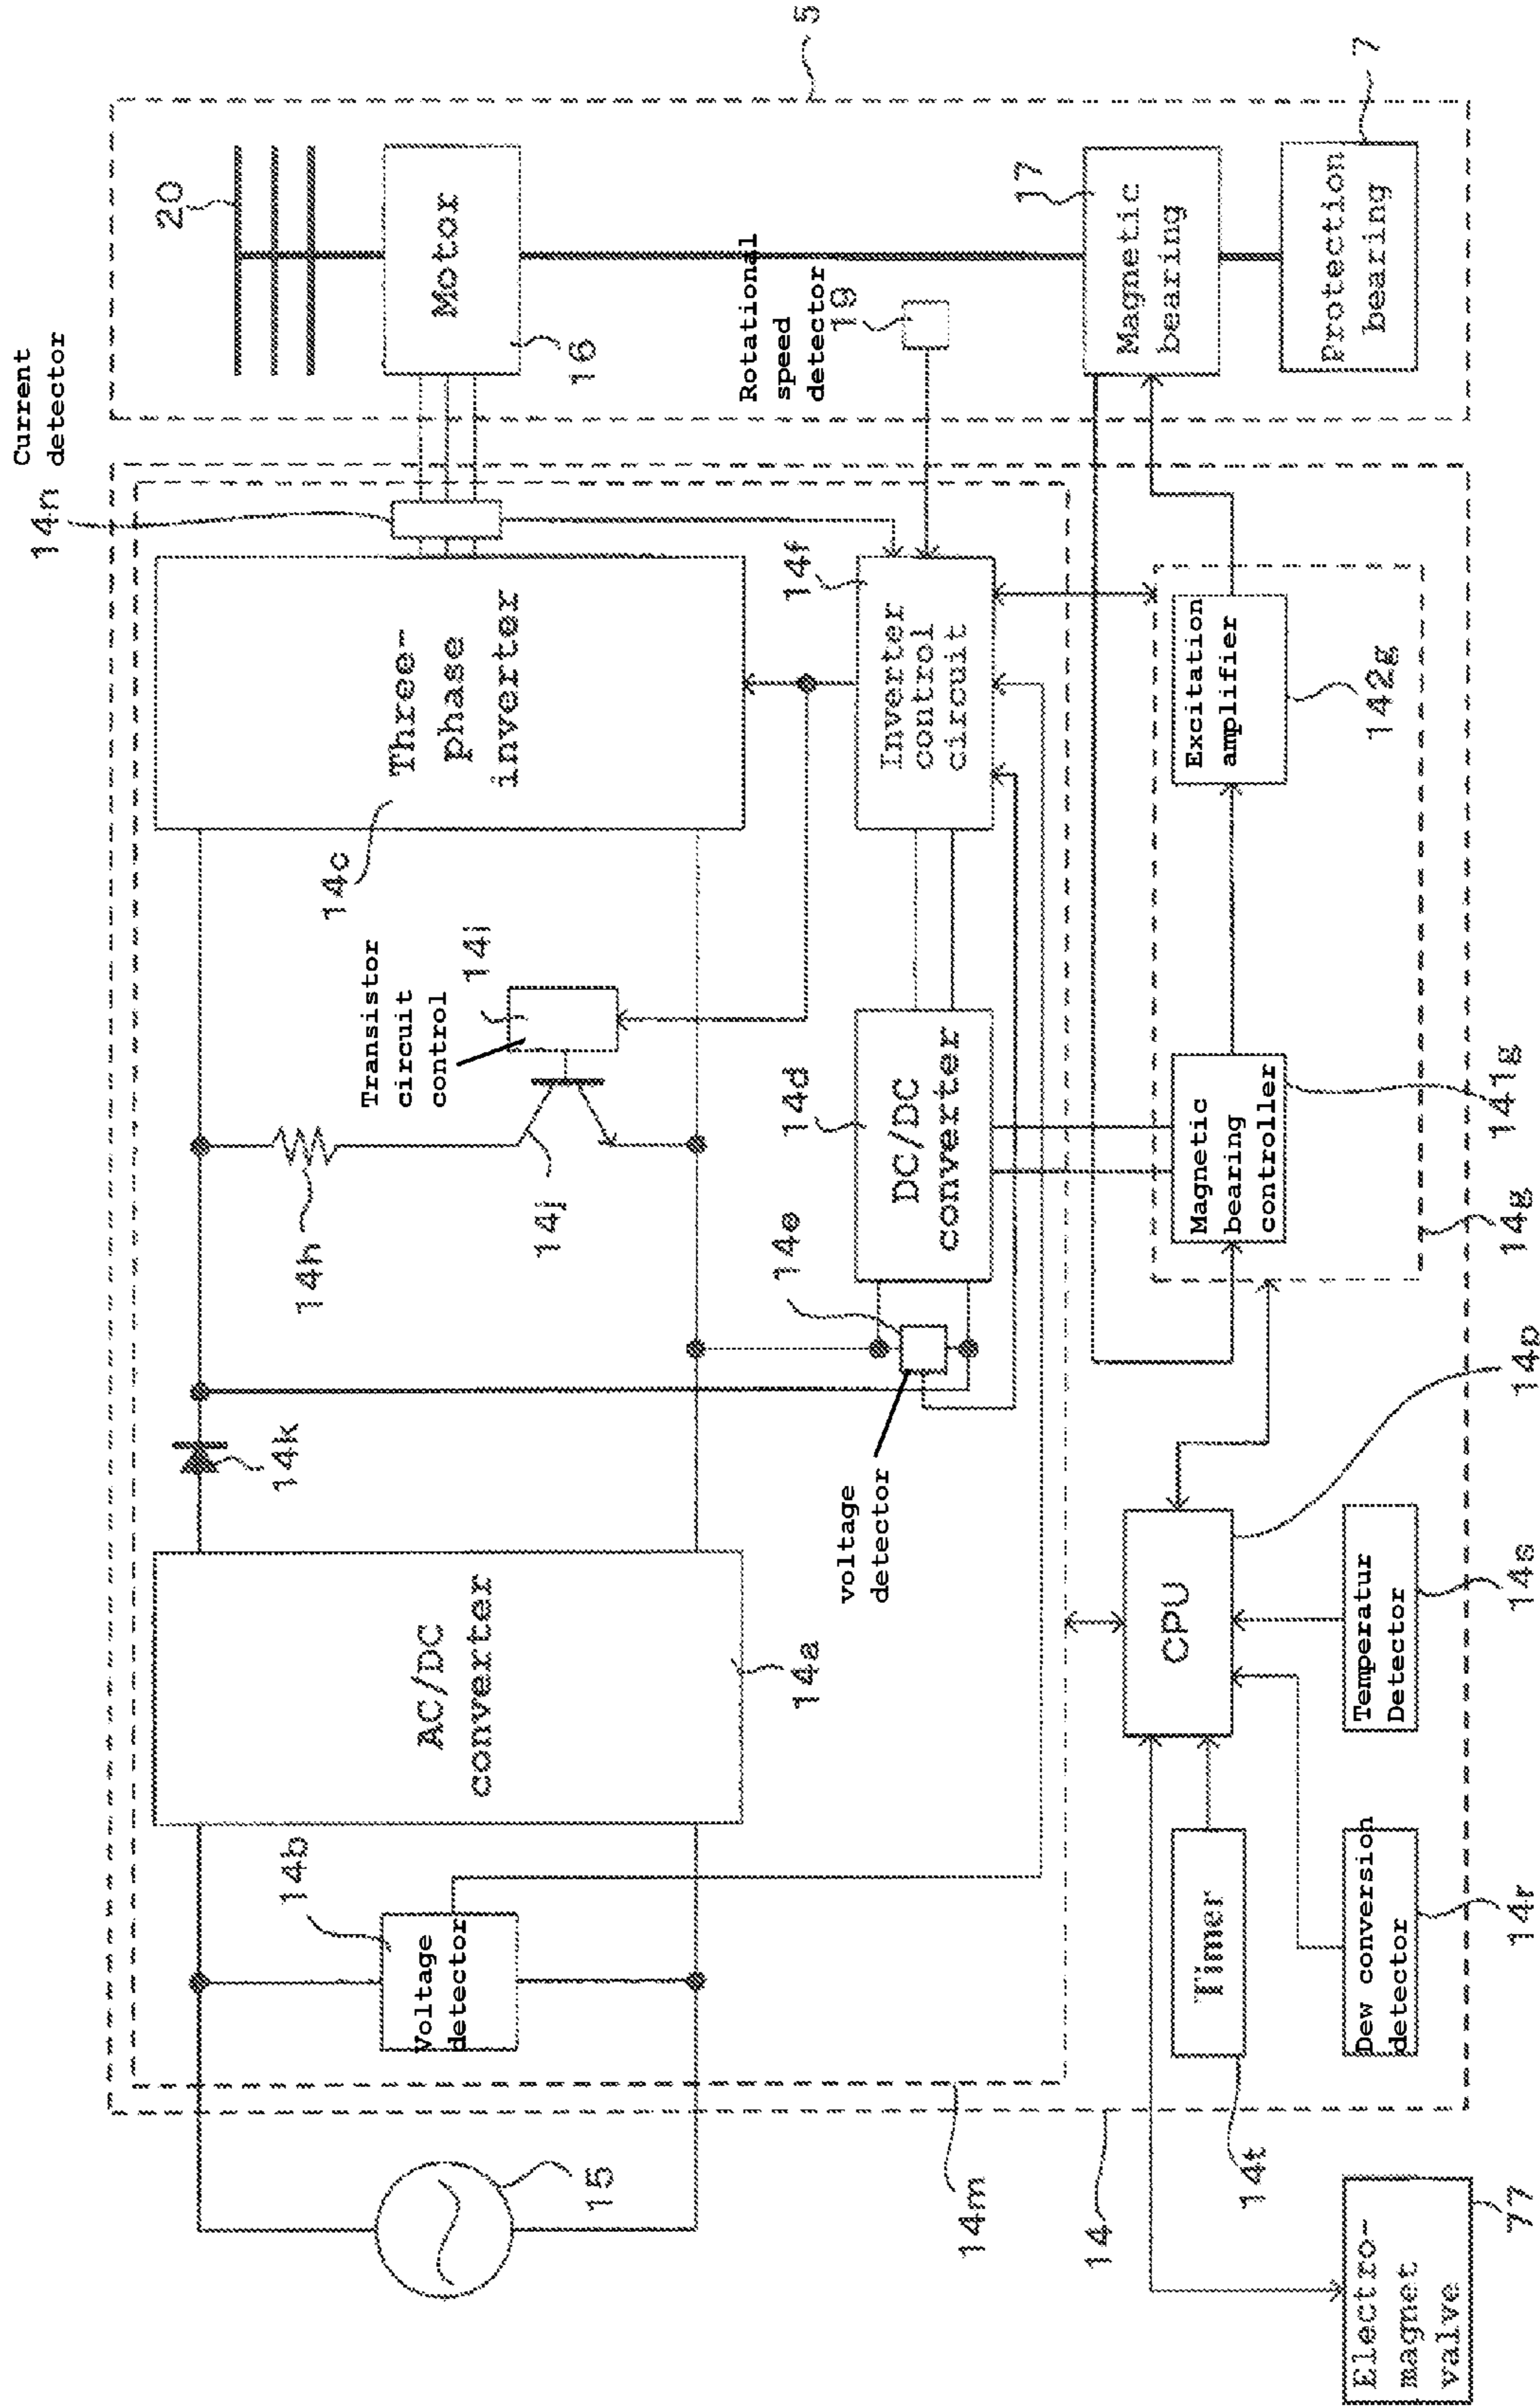 15
14b
Voltage
detector
AC/DC
converter
14a
14k
14h
14j
Transistor
circuit
control
14i
14c
Three-
phase
inverter
14n
Current
detector
20
Motor
16
5
voltage
detector
14e
14d
DC/DC
converter
14f
Inverter
control
circuit
Rotational
speed
detector
19
17
Magnetic
bearing
Protection
bearing
7
14m
14
14t
Timer
CPU
14p
Magnetic
bearing
controller
141g
14g
Excitation
amplifier
142g
Dew conversion
detector
14r
Temperatur
Detector
14s
Electro-
magnet
valve
77